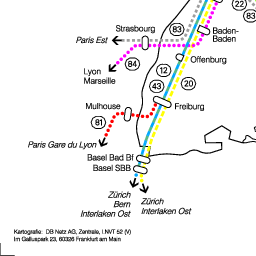 22
83
83
Strasbourg
Paris Est
Baden-
Baden
Offenburg
Lyon
Marseille
84
12
20
43
Mulhouse
Freiburg
81
Paris Gare du Lyon
Basel Bad Bf
Basel SBB
Zürich
Bern
Interlaken Ost
Zürich
Interlaken Ost
Kartografie: DB Netz AG, Zentrale, I.NVT 52 (V)
Im Galluspark 23, 60326 Frankfurt am Main